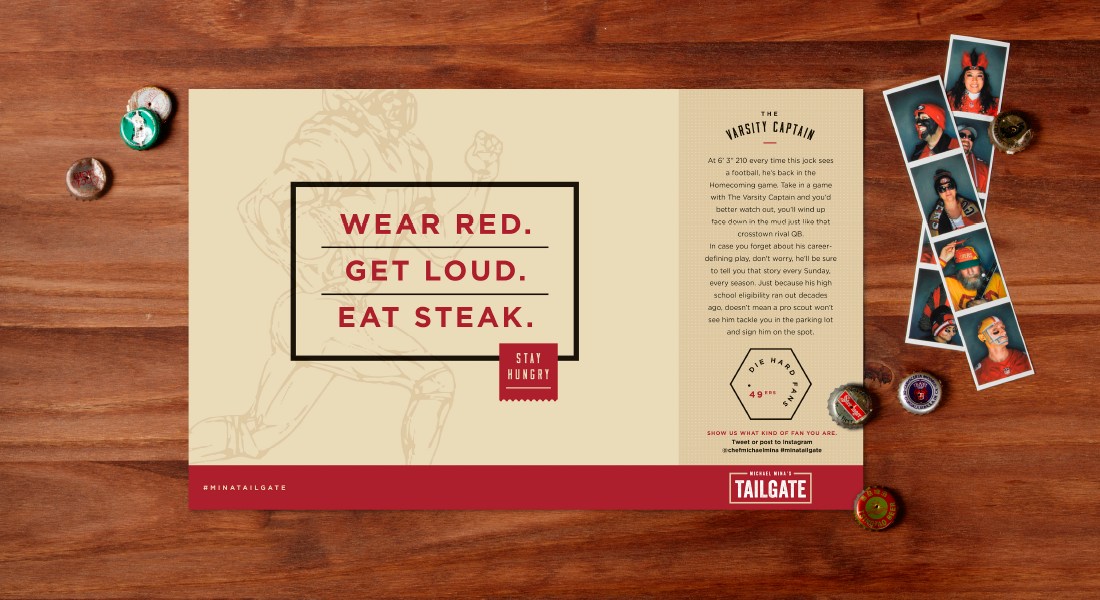 WEAR RED.
GET LOUD.
EAT STEAK.
STAY
HUNGRY
THE
VARSITY CAPTAIN
At 6' 3" 210 every time this jock sees
a football, he's back in the
Homecoming game. Take in a game
with The Varsity Captain and you'd
better watch out, you'll wind up
face down in the mud just like that
crosstown rival QB.
In case you forget about his career-
defining play, don't worry, he'll be sure
to tell you that story every Sunday,
every season. Just because his high
school eligibility ran out decades
ago, doesn't mean a pro scout won't
see him tackle you in the parking lot
and sign him on the spot.
DIE HARD FANS
49ERS
SHOW US WHAT KIND OF FAN YOU ARE.
Tweet or post to Instagram
@chefmichaelmina #minatailgate
#MINATAILGATE
MICHAEL MINA'S
TAILGATE